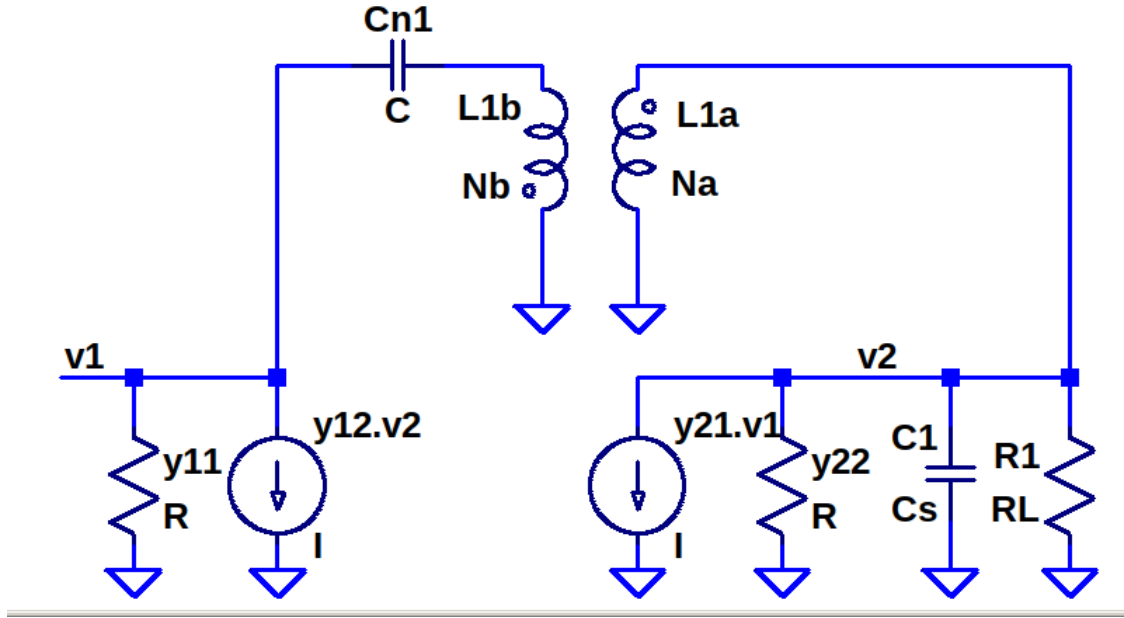 Cn1
C
L1b
Nb
L1a
Na
v1
y11
R
y12.v2
I
v2
y21.v1
I
y22
R
C1
Cs
R1
RL